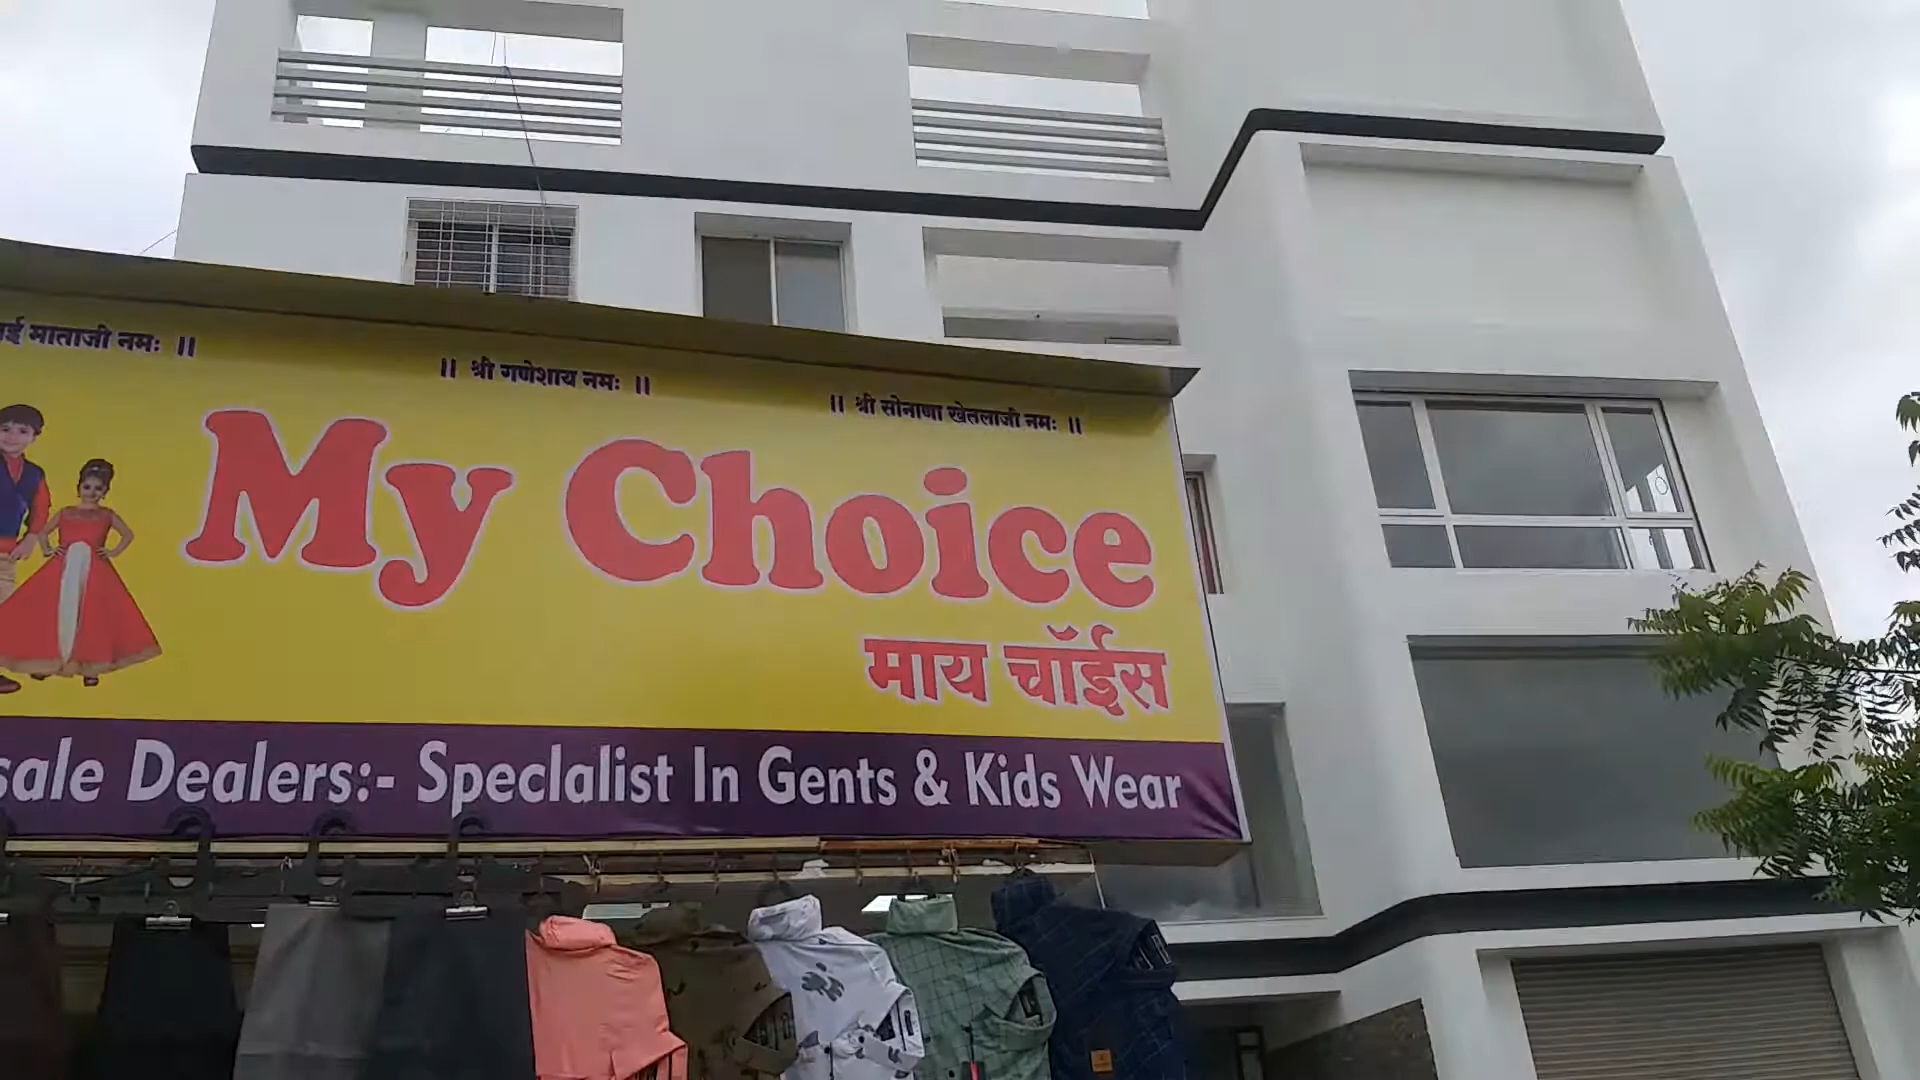 माताजी नमः ॥
॥ श्री गणेशाय नमः ॥
॥ श्री सोनाणा खेतलाजी नमः ॥
My Choice
माय चॉईस
sale Dealers:- Speclalist In Gents & Kids Wear